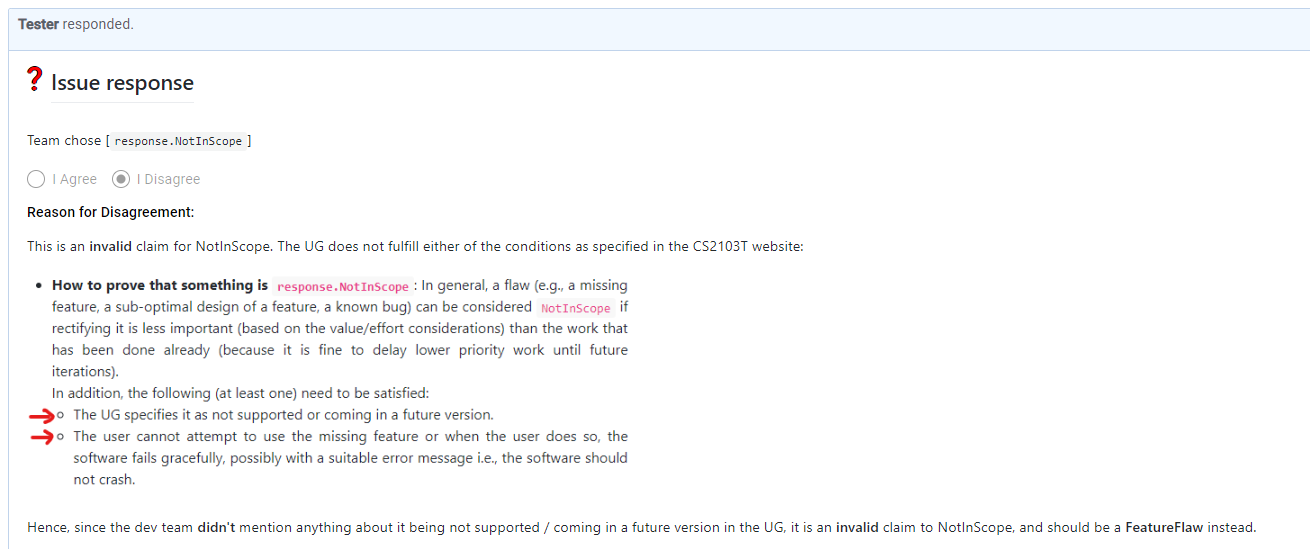 Tester responded.
❓ Issue response
Team chose [ response.NotInScope ]
I Agree I Disagree
Reason for Disagreement:
This is an invalid claim for NotInScope. The UG does not fulfill either of the conditions as specified in the CS2103T website:
• How to prove that something is response.NotInScope : In general, a flaw (e.g., a missing
feature, a sub-optimal design of a feature, a known bug) can be considered NotInScope if
rectifying it is less important (based on the value/effort considerations) than the work that
has been done already (because it is fine to delay lower priority work until future
iterations).
In addition, the following (at least one) need to be satisfied:
The UG specifies it as not supported or coming in a future version.
The user cannot attempt to use the missing feature or when the user does so, the
software fails gracefully, possibly with a suitable error message i.e., the software should
not crash.
Hence, since the dev team didn't mention anything about it being not supported / coming in a future version in the UG, it is an invalid claim to NotInScope, and should be a FeatureFlaw instead.